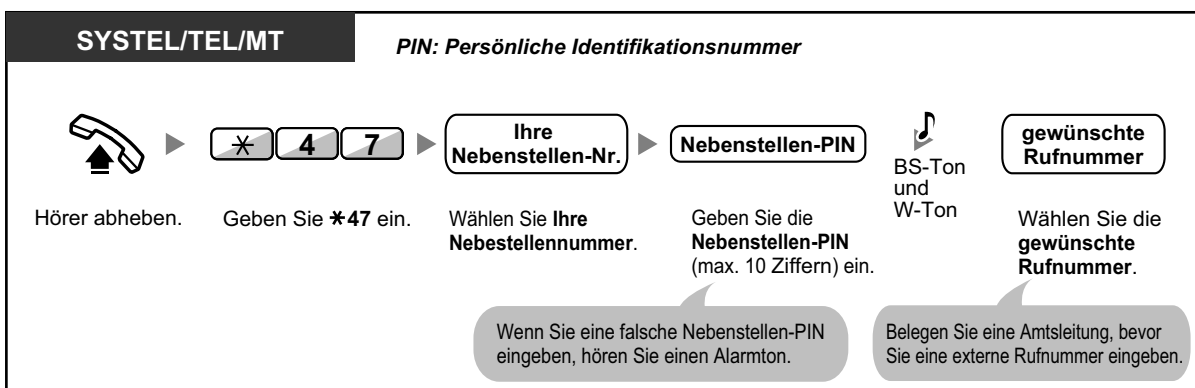 SYSTEL/TEL/MT
PIN: Persönliche Identifikationsnummer
* 4 7
Ihre
Nebenstellen-Nr.
Nebenstellen-PIN
BS-Ton
und
W-Ton
gewünschte
Rufnummer
Hörer abheben.
Geben Sie *47 ein.
Wählen Sie Ihre
Nebestellennummer.
Geben Sie die
Nebenstellen-PIN
(max. 10 Ziffern) ein.
Wählen Sie die
gewünschte
Rufnummer.
Wenn Sie eine falsche Nebenstellen-PIN
eingeben, hören Sie einen Alarmton.
Belegen Sie eine Amtsleitung, bevor
Sie eine externe Rufnummer eingeben.